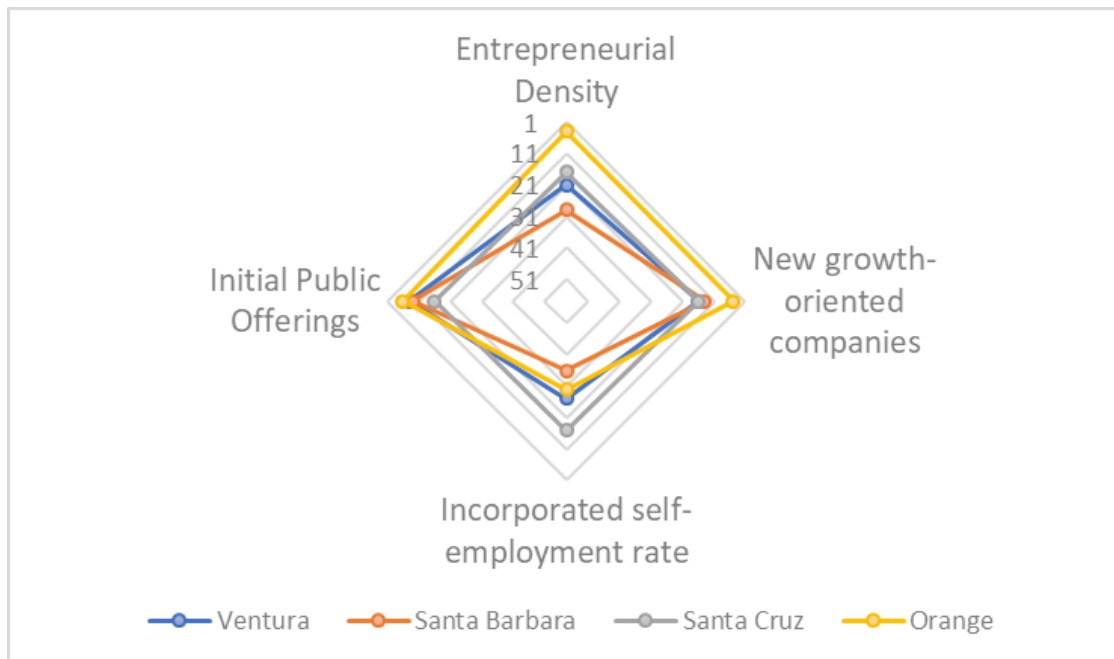 Entrepreneurial
Density
1
11
21
31
41
51
Initial Public
Offerings
New growth-
oriented
companies
Incorporated self-
employment rate
Ventura
Santa Barbara
Santa Cruz
Orange